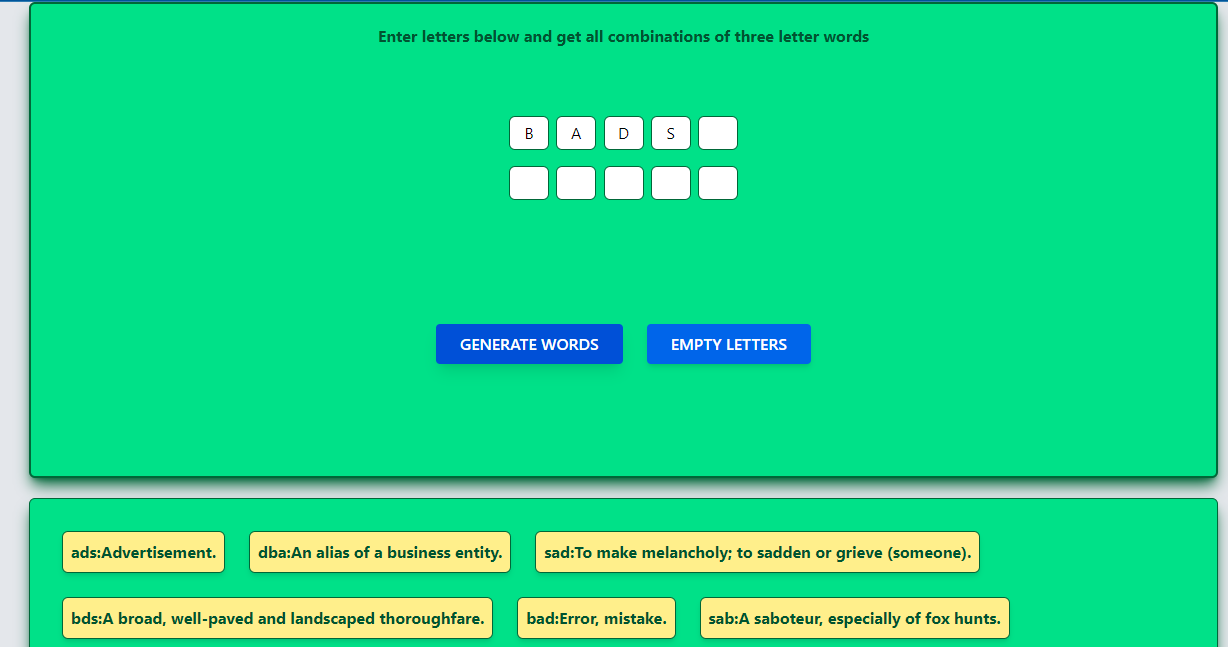 Enter letters below and get all combinations of three letter words
B A D S
GENERATE WORDS EMPTY LETTERS
ads:Advertisement. dba:An alias of a business entity. sad:To make melancholy; to sadden or grieve (someone).
bds:A broad, well-paved and landscaped thoroughfare. bad:Error, mistake. sab:A saboteur, especially of fox hunts.